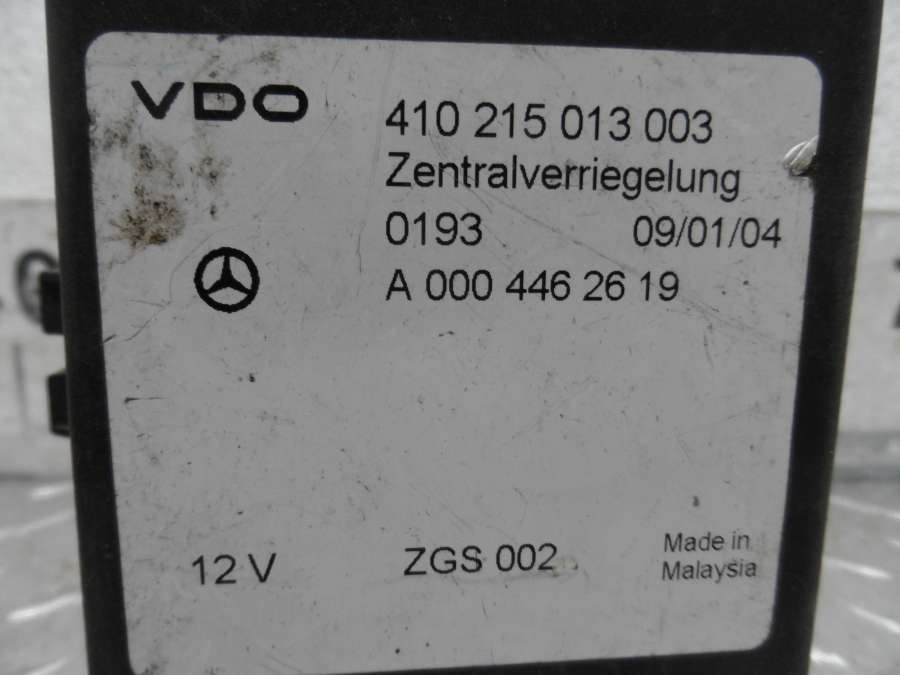 VDO
410 215 013 003
Zentralverriegelung
0193 09/01/04
A 000 446 26 19
12 V
ZGS 002
Made in
Malaysia